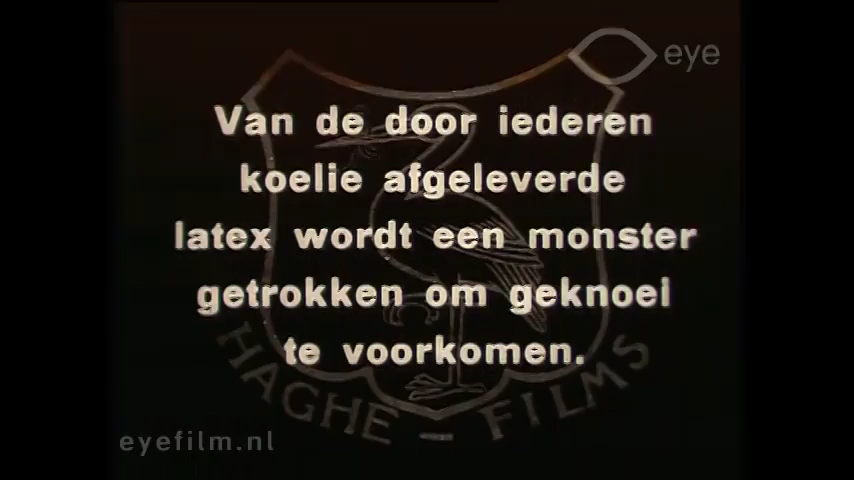 eye
Van de door iederen
koelie afgeleverde
latex wordt een monster
getrokken om geknoei
te voorkomen.
HAGHE – FILMS
eyefilm.nl